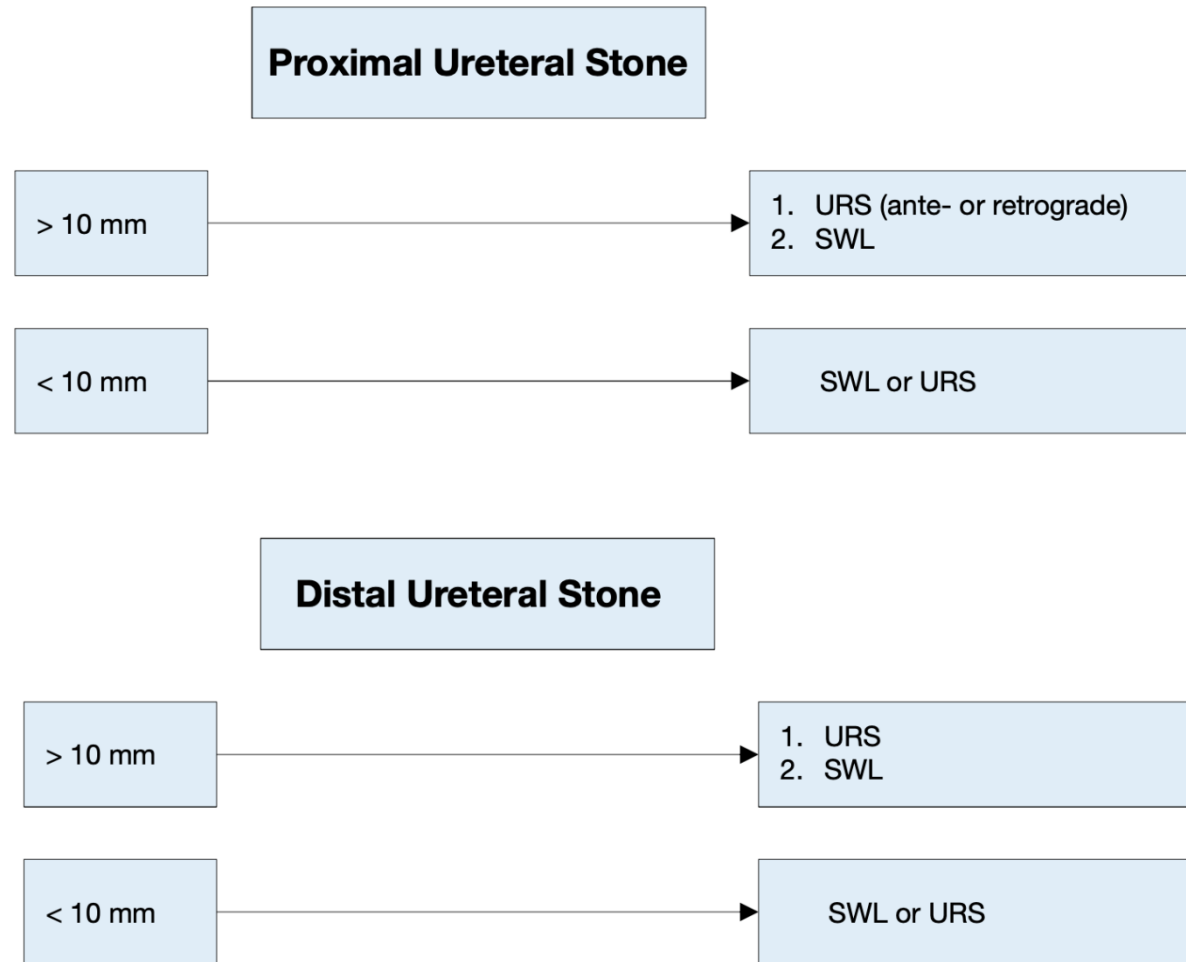 Proximal Ureteral Stone
> 10 mm
1. URS (ante- or retrograde)
2. SWL
< 10 mm
SWL or URS
Distal Ureteral Stone
> 10 mm
1. URS
2. SWL
< 10 mm
SWL or URS